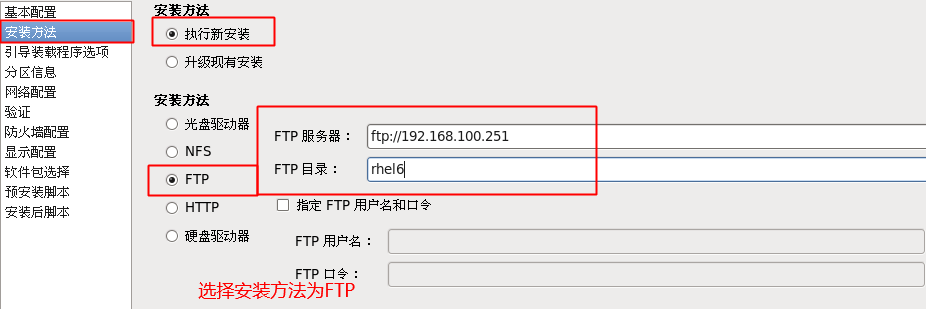 基本配置
安装方法
引导装载程序选项
分区信息
网络配置
验证
防火墙配置
显示配置
软件包选择
预安装脚本
安装后脚本
安装方法
执行新安装
升级现有安装
安装方法
光盘驱动器
NFS
FTP
HTTP
硬盘驱动器
FTP 服务器：
ftp://192.168.100.251
FTP 目录：
rhel6
指定 FTP 用户名和口令
FTP 用户名：
FTP 口令：
选择安装方法为FTP